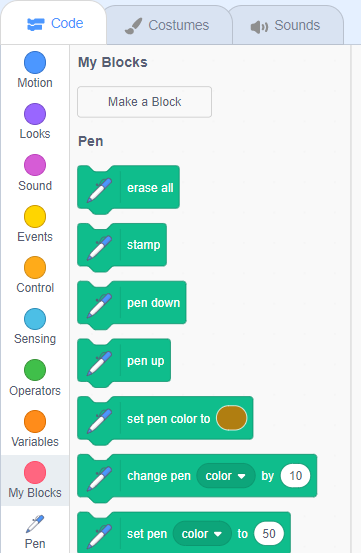 Code
Costumes
Sounds
Motion
Looks
Sound
Events
Control
Sensing
Operators
Variables
My Blocks
Pen
My Blocks
Make a Block
Pen
erase all
stamp
pen down
pen up
set pen color to
change pen color by 10
set pen color to 50